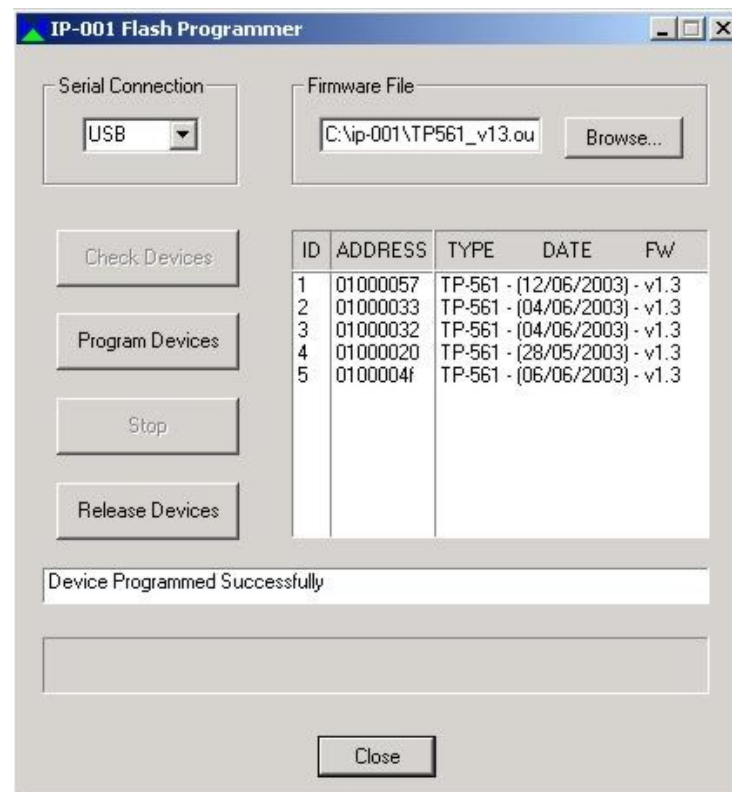 IP-001 Flash Programmer
Serial Connection
Firmware File
USB
C:\ip-001\TP561_v13.ou
Browse...
Check Devices
Program Devices
Stop
Release Devices
ID ADDRESS TYPE DATE FW
1 01000057 TP-561 - (12/06/2003) - v1.3
2 01000033 TP-561 - (04/06/2003) - v1.3
3 01000032 TP-561 - (04/06/2003) - v1.3
4 01000020 TP-561 - (28/05/2003) - v1.3
5 0100004f TP-561 - (06/06/2003) - v1.3
Device Programmed Successfully
Close